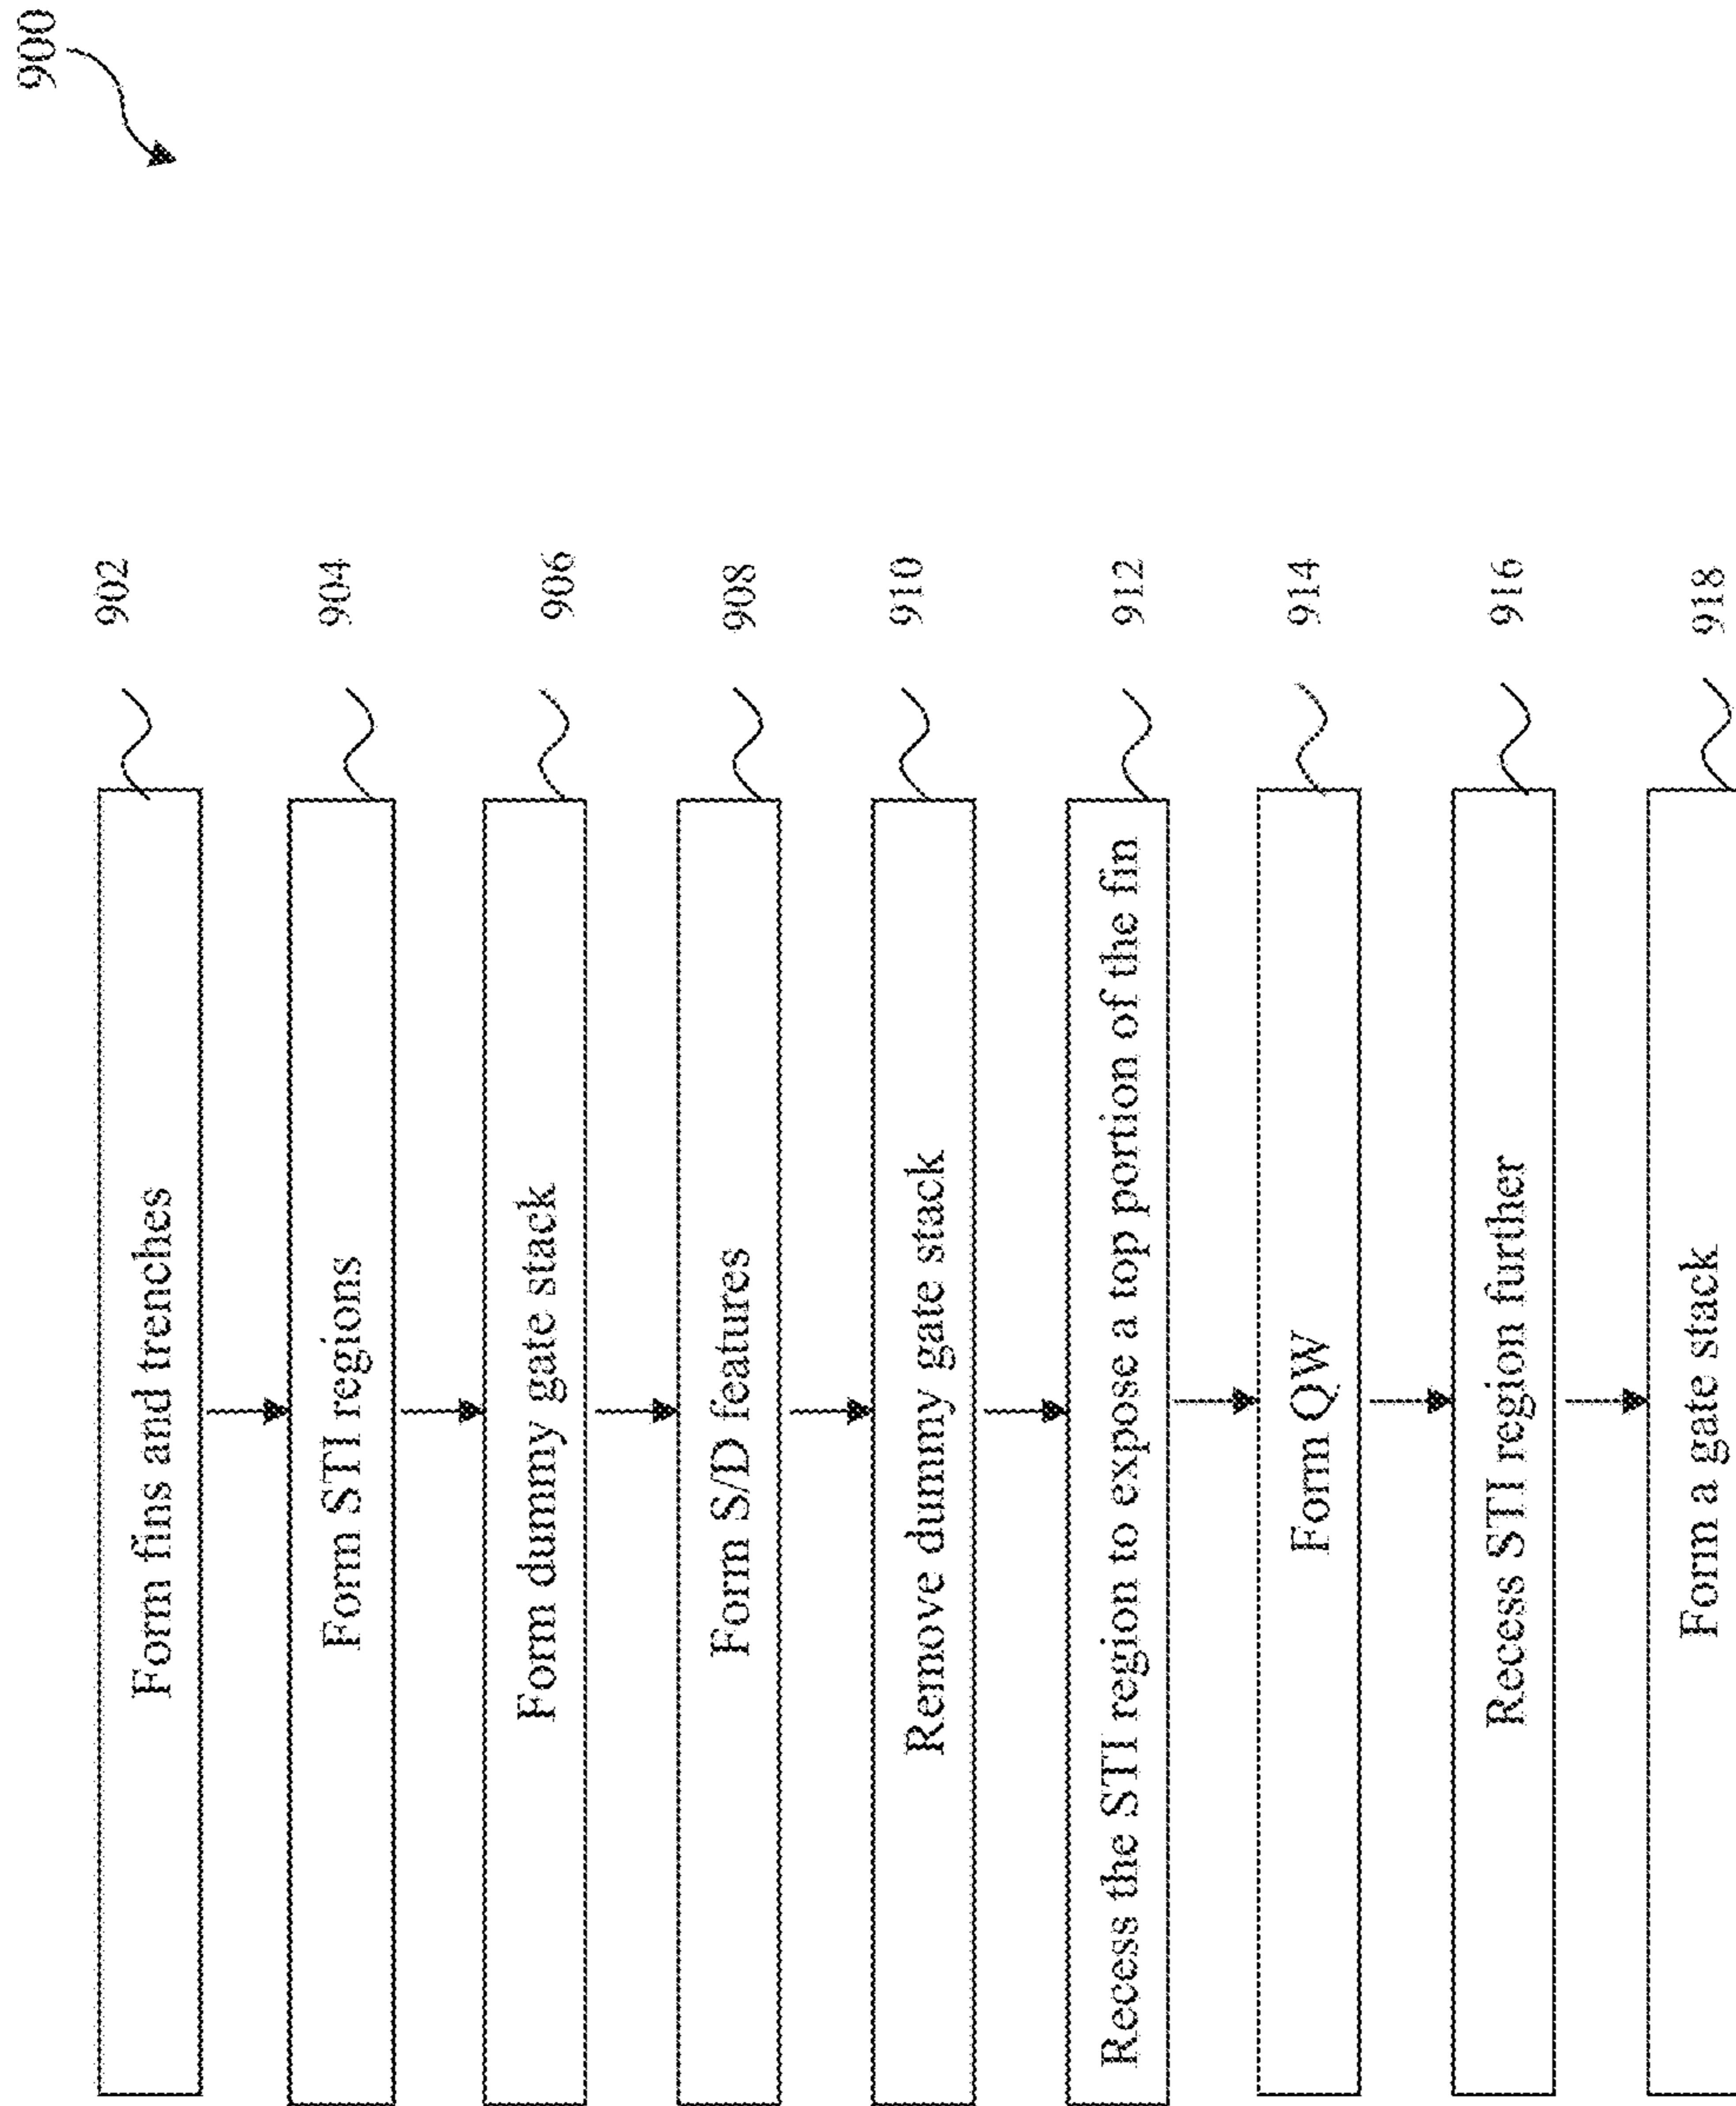 900
Form fins and trenches
902
Form STI regions
904
Form dummy gate stack
906
Form S/D features
908
Remove dummy gate stack
910
Recess the STI region to expose a top portion of the fin
912
Form QW
914
Recess STI region further
916
Form a gate stack
918